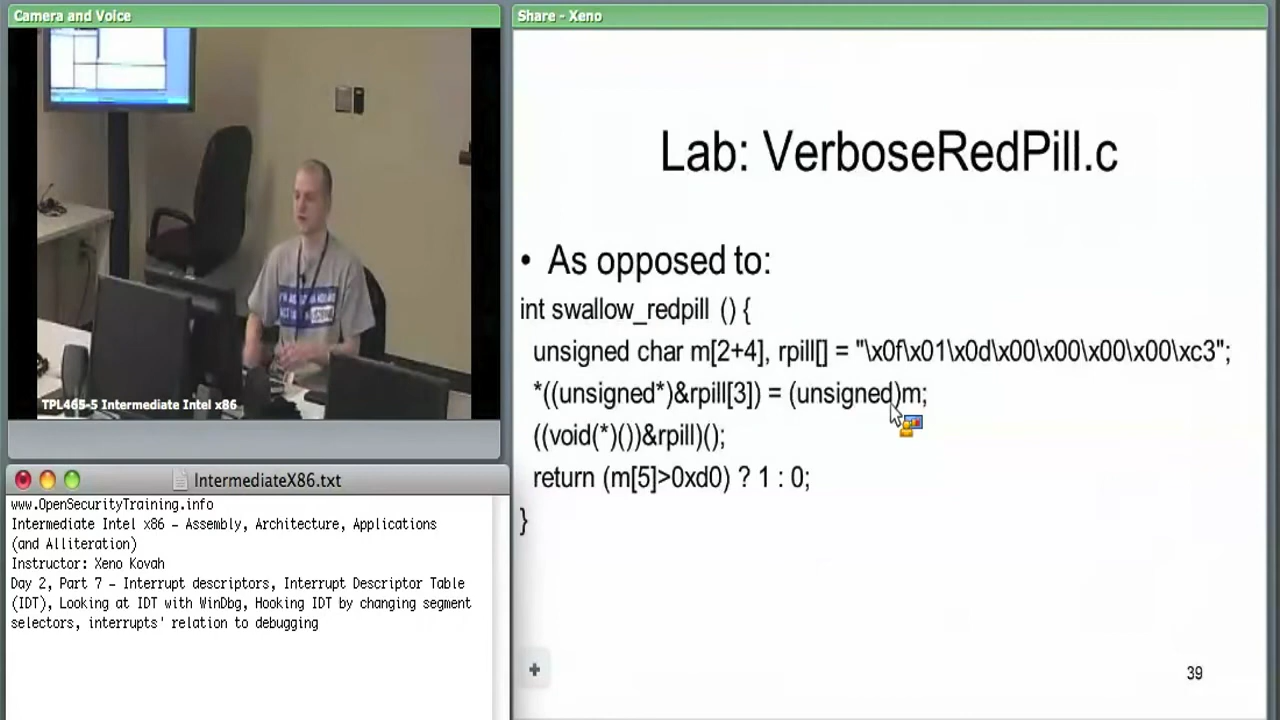 Camera and Voice
TPL465-5 Intermediate Intel x86
IntermediateX86.txt
www.OpenSecurityTraining.info
Intermediate Intel x86 – Assembly, Architecture, Applications
(and Alliteration)
Instructor: Xeno Kovah
Day 2, Part 7 – Interrupt descriptors, Interrupt Descriptor Table
(IDT), Looking at IDT with WinDbg, Hooking IDT by changing segment
selectors, interrupts' relation to debugging
Share - Xeno
Lab: VerboseRedPill.c
• As opposed to:
int swallow_redpill () {
unsigned char m[2+4], rpill[] = "\x0f\x01\x0d\x00\x00\x00\x00\xc3";
*((unsigned*)&rpill[3]) = (unsigned)m;
((void(*)())&rpill)();
return (m[5]>0xd0) ? 1 : 0;
}
39